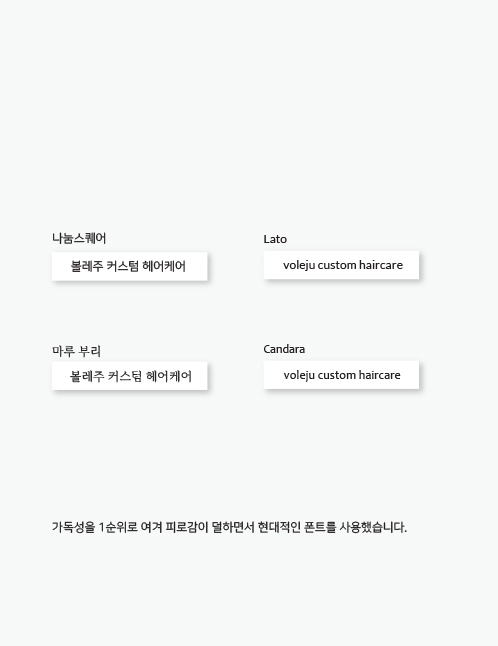 나눔스퀘어
Lato
볼레주 커스텀 헤어케어
voleju custom haircare
마루 부리
Candara
볼레주 커스텀 헤어케어
voleju custom haircare
가독성을 1순위로 여겨 피로감이 덜하면서 현대적인 폰트를 사용했습니다.